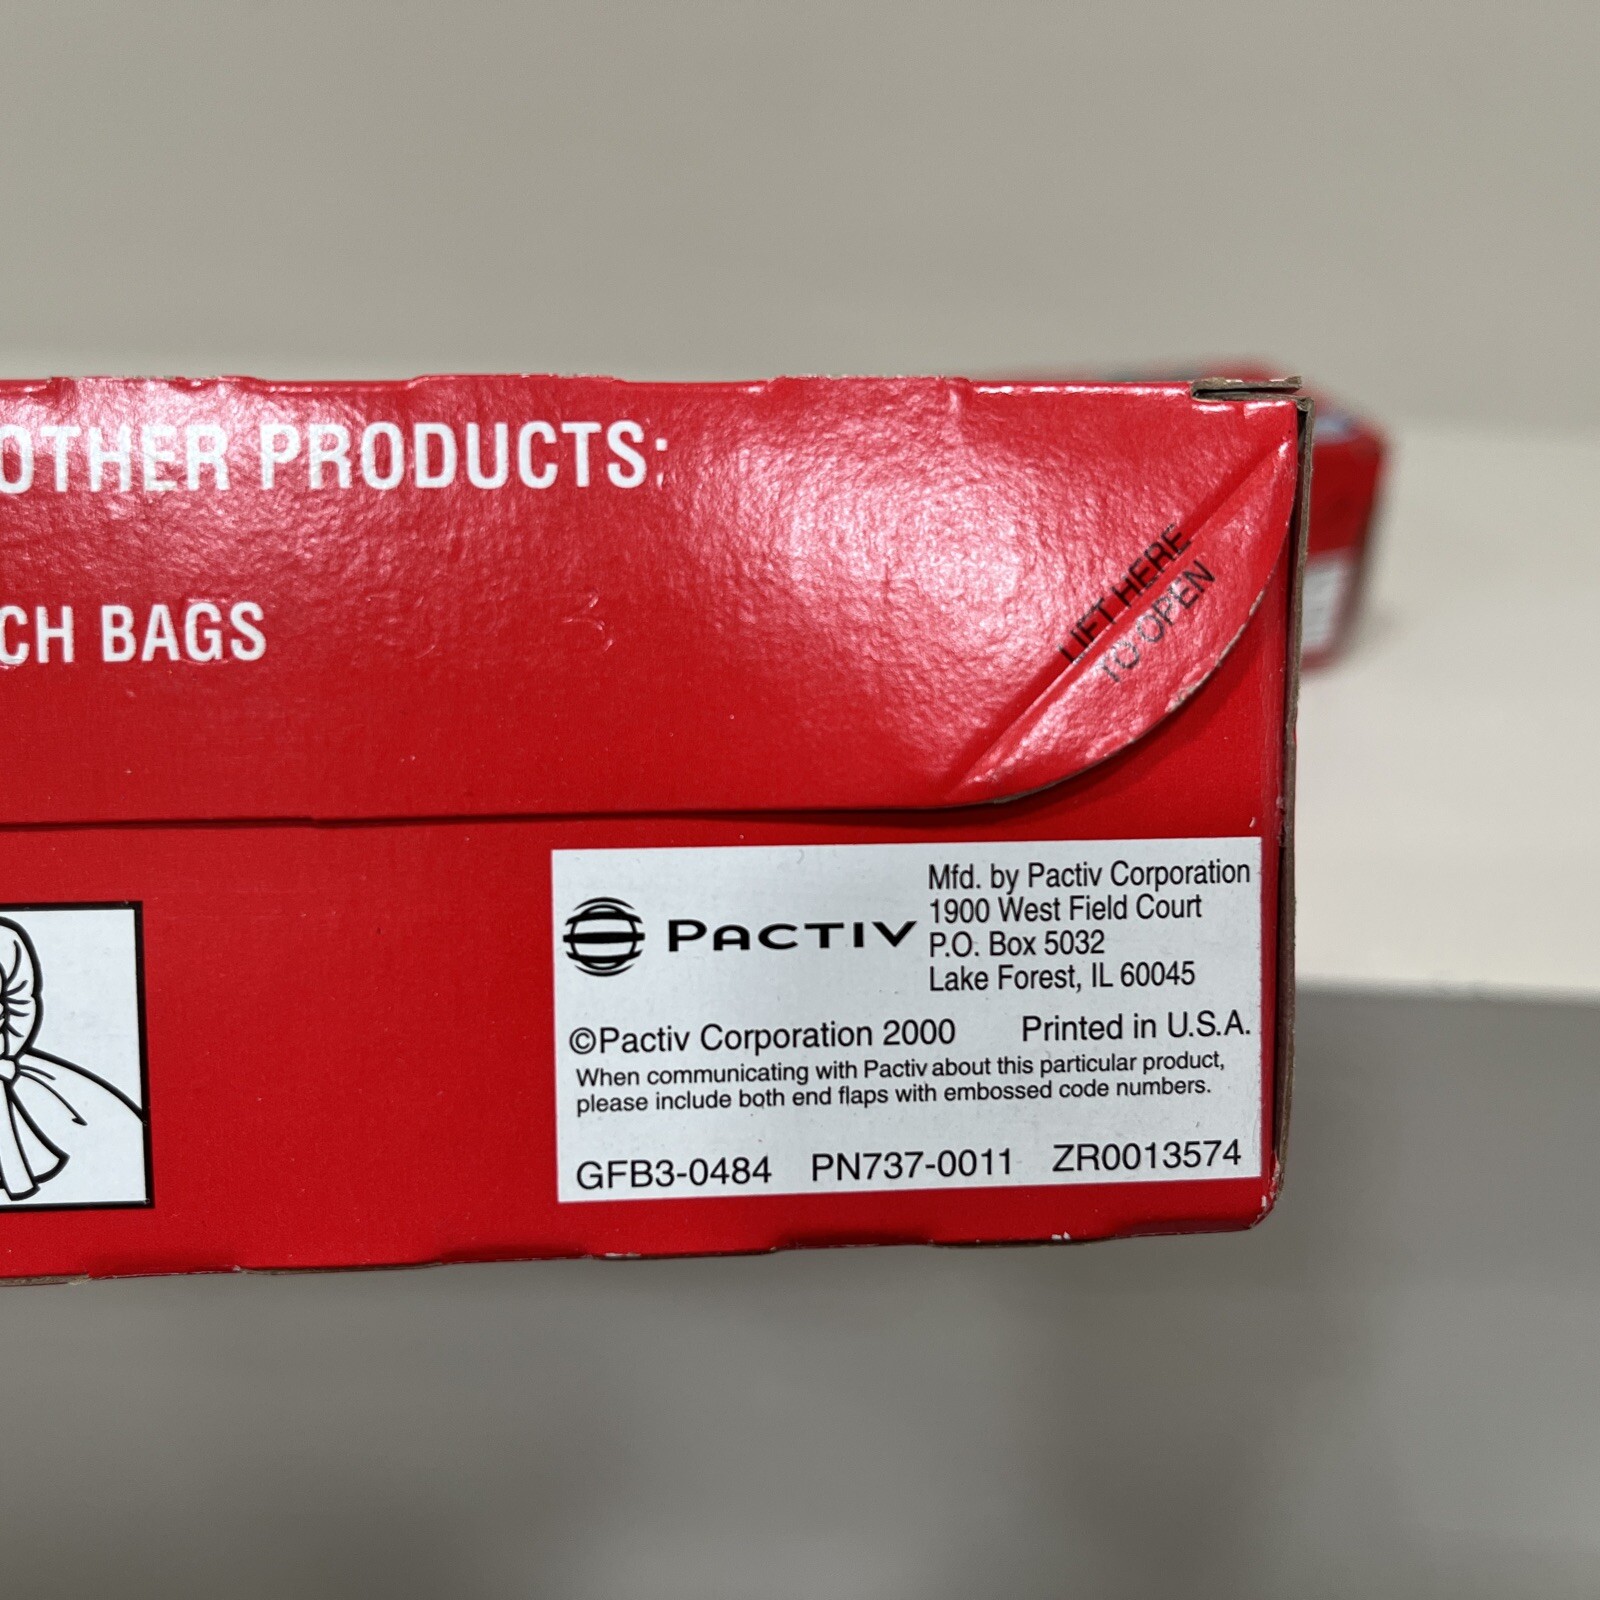 OTHER PRODUCTS:
CH BAGS
LIFT HERE
TO OPEN
PACTIV
Mfd. by Pactiv Corporation
1900 West Field Court
P.O. Box 5032
Lake Forest, IL 60045
©Pactiv Corporation 2000 Printed in U.S.A.
When communicating with Pactiv about this particular product,
please include both end flaps with embossed code numbers.
GFB3-0484 PN737-0011 ZR0013574